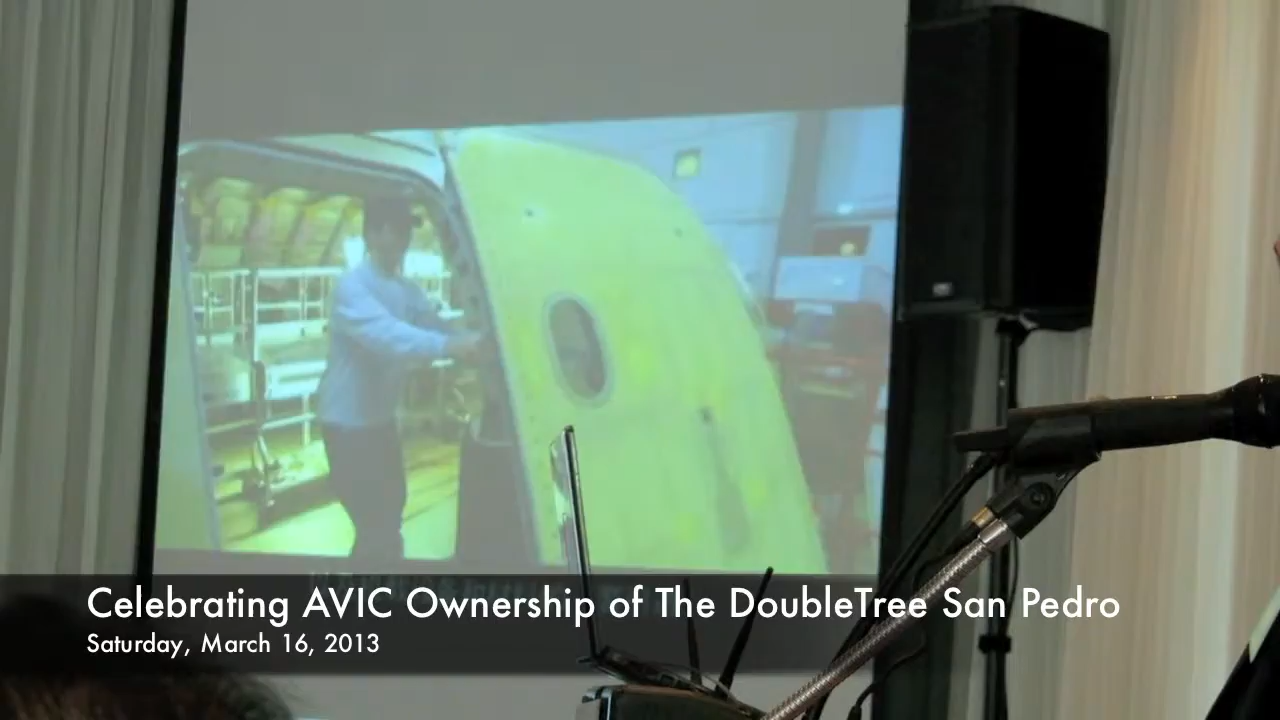 Celebrating AVIC Ownership of The DoubleTree San Pedro
Saturday, March 16, 2013